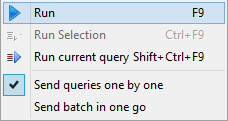 Run F9
Run Selection Ctrl+F9
Run current query Shift+Ctrl+F9
Send queries one by one
Send batch in one go